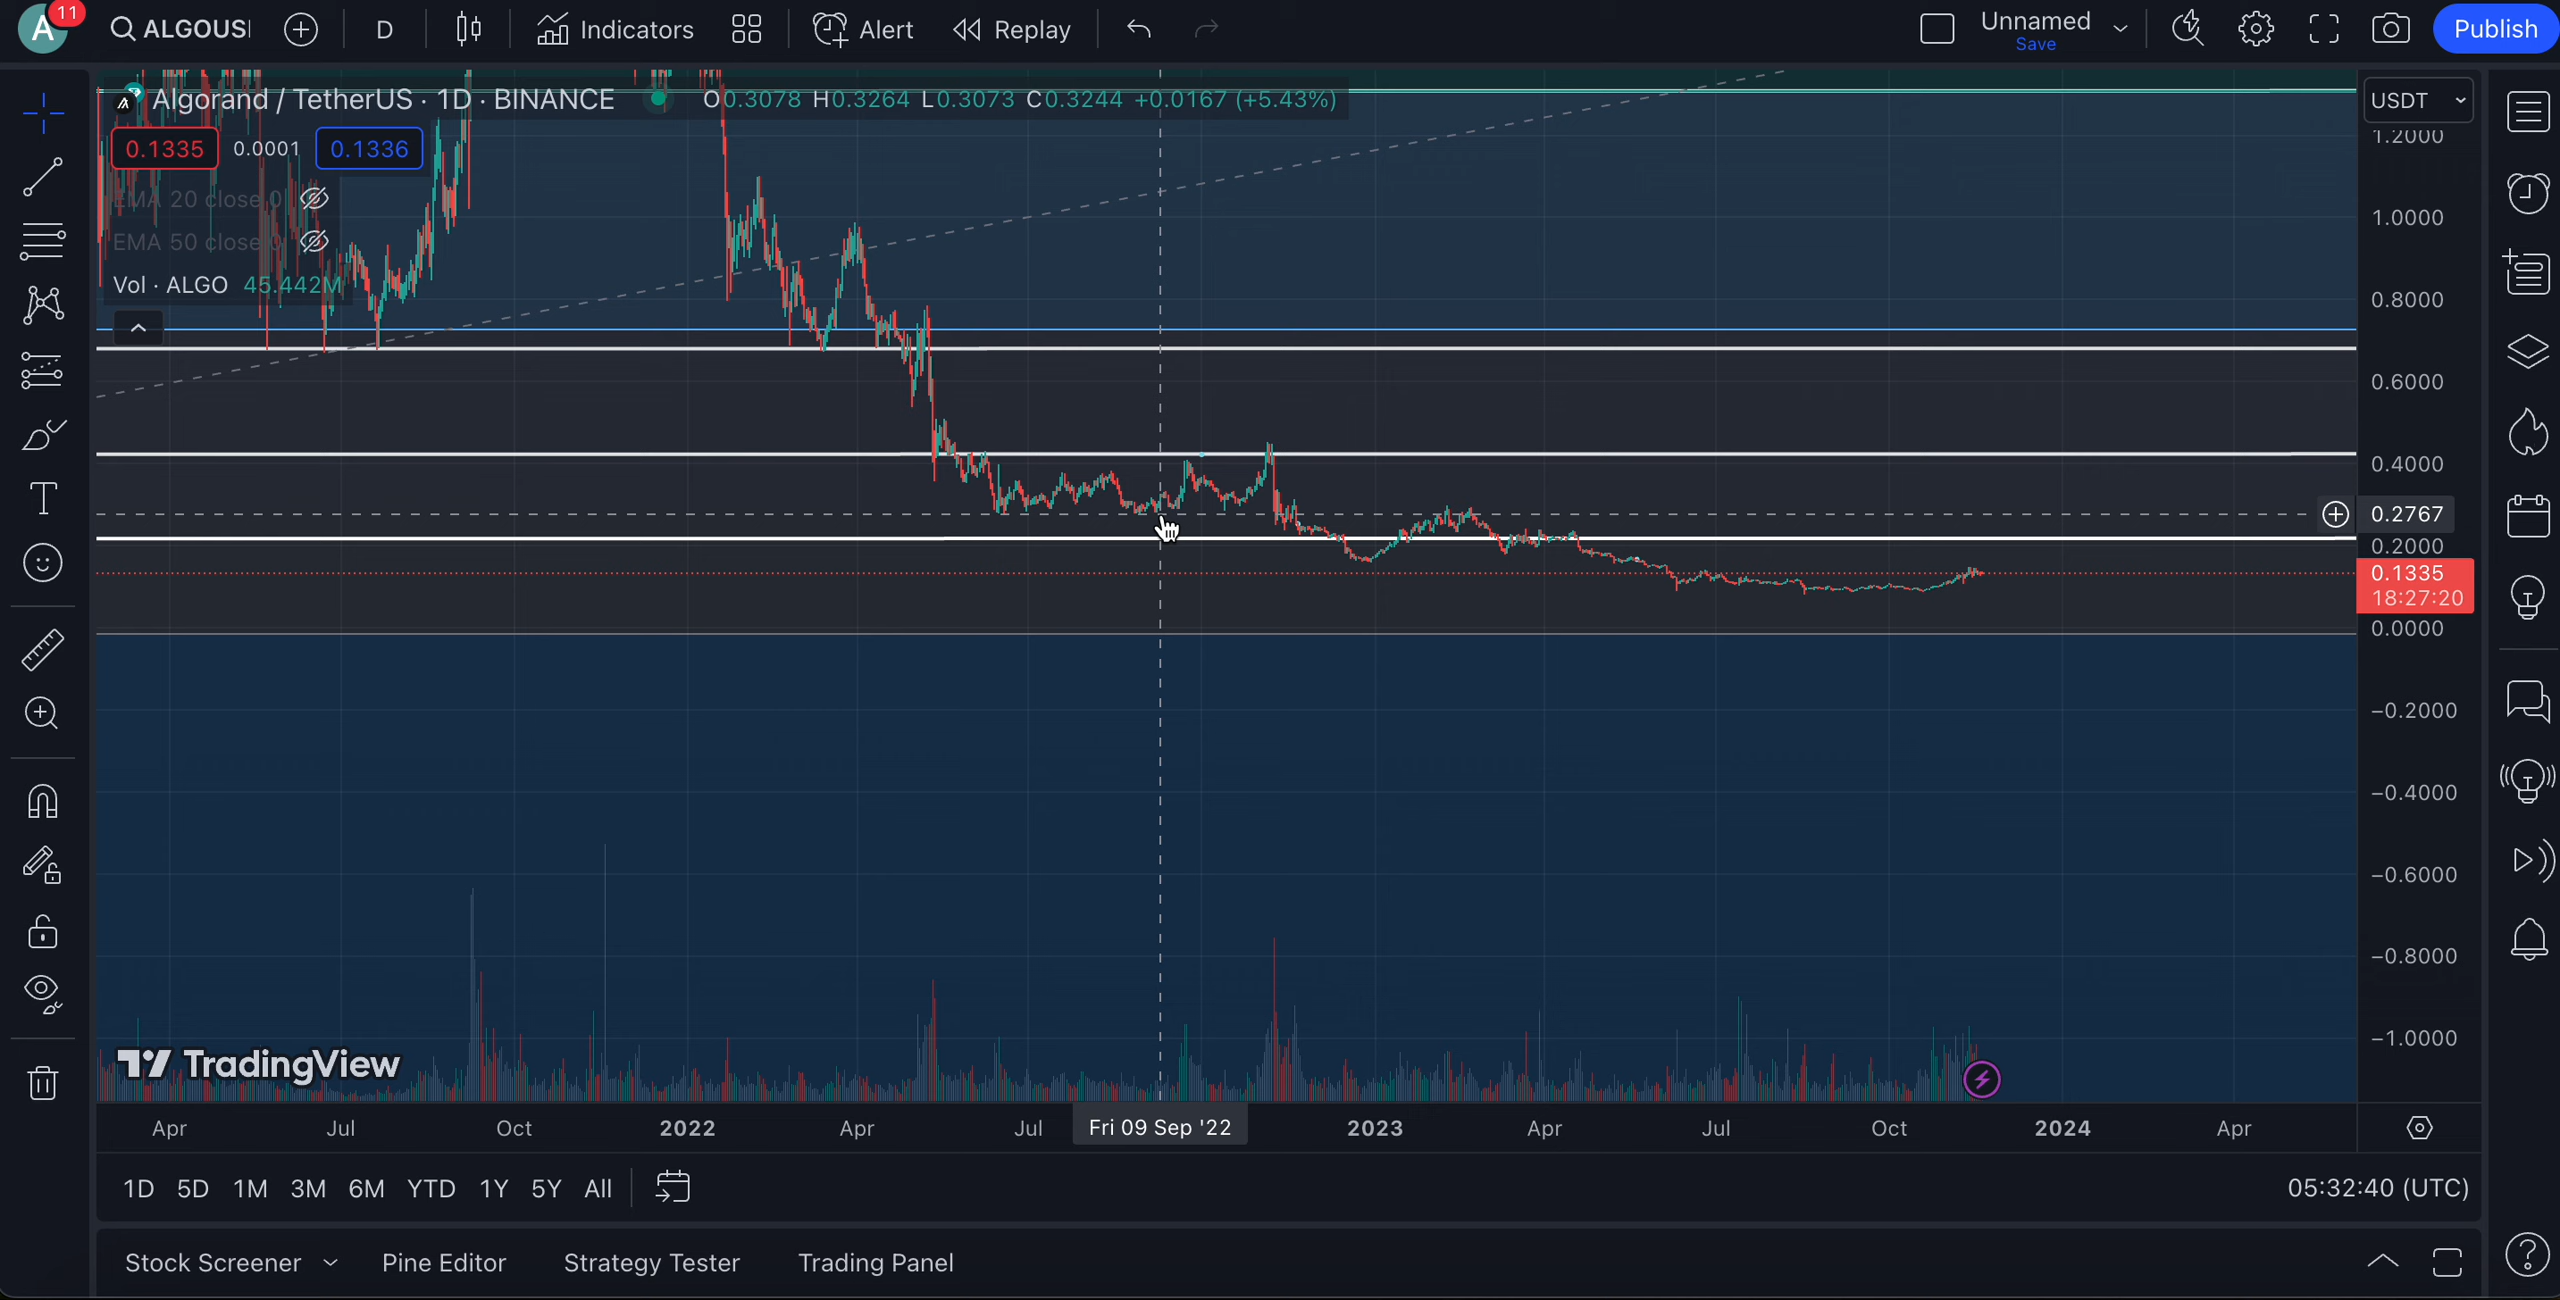 A 11 ALGOUS D Indicators Alert Replay Unnamed Save Publish
Algorand / TetherUS · 1D · BINANCE O0.3078 H0.3264 L0.3073 C0.3244 +0.0167 (+5.43%)
USDT
0.1335 0.0001 0.1336
EMA 20 close 0
EMA 50 close 0
Vol · ALGO 45.442M
1.2000
1.0000
0.8000
0.6000
0.4000
0.2767
0.2000
0.1335
18:27:20
0.0000
−0.2000
−0.4000
−0.6000
−0.8000
−1.0000
TradingView
Apr Jul Oct 2022 Apr Jul Fri 09 Sep '22 2023 Apr Jul Oct 2024 Apr
1D 5D 1M 3M 6M YTD 1Y 5Y All 05:32:40 (UTC)
Stock Screener Pine Editor Strategy Tester Trading Panel